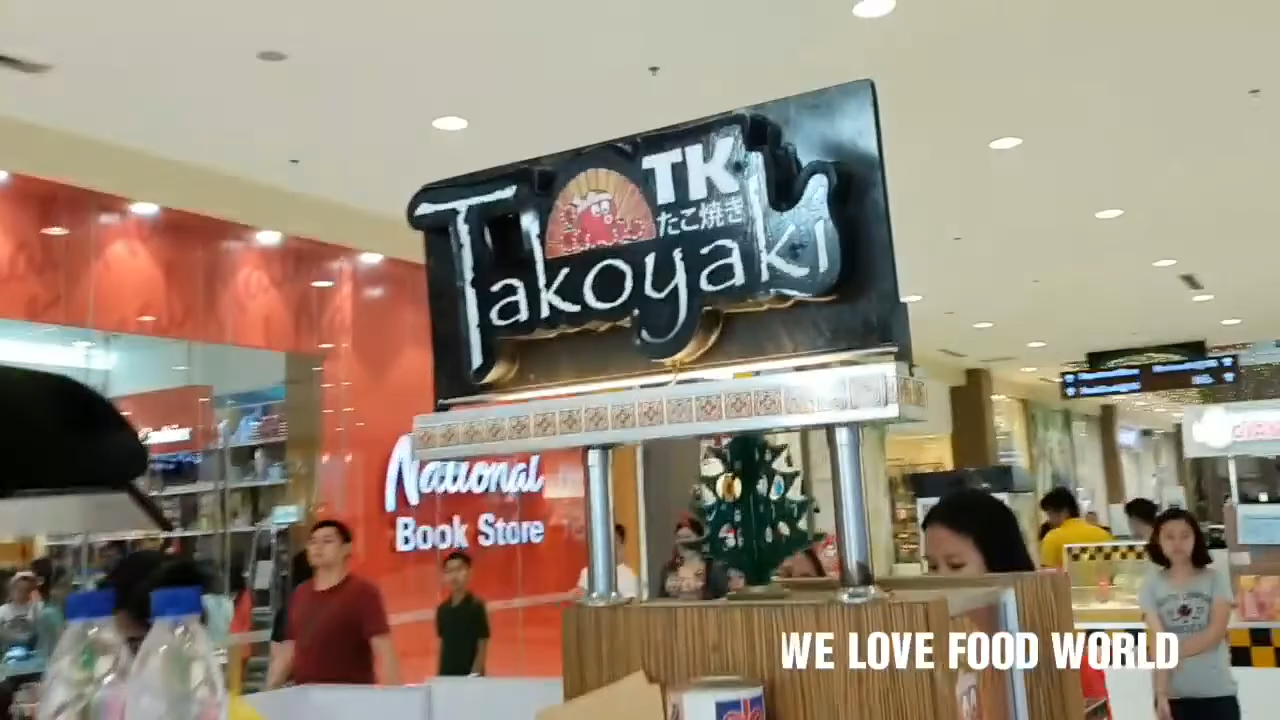 TK
たこ焼き
Takoyaki
National
Book Store
WE LOVE FOOD WORLD